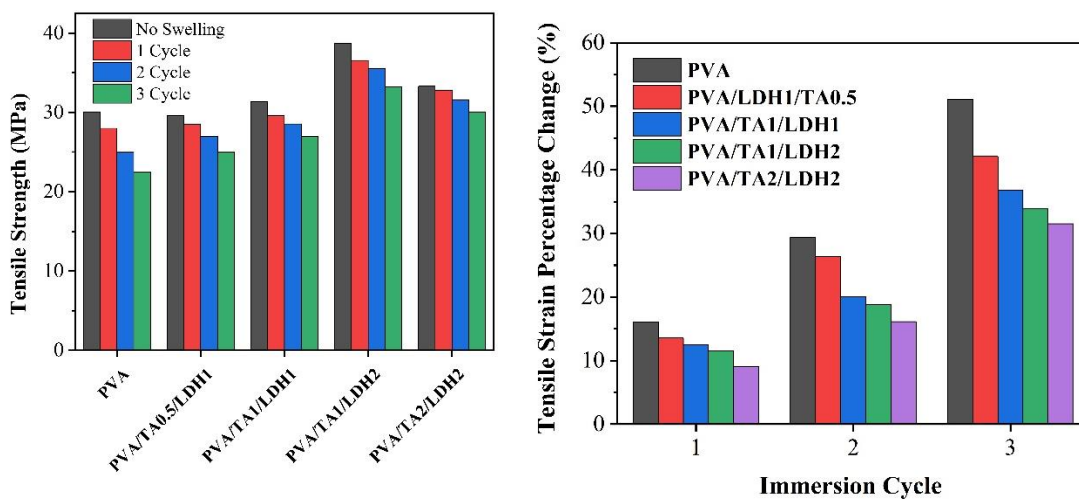 No Swelling
1 Cycle
2 Cycle
3 Cycle
Tensile Strength (MPa)
40
30
20
10
0
PVA
PVA/TA0.5/LDH1
PVA/TA1/LDH1
PVA/TA1/LDH2
PVA/TA2/LDH2
Tensile Strain Percentage Change (%)
60
50
40
30
20
10
0
PVA
PVA/LDH1/TA0.5
PVA/TA1/LDH1
PVA/TA1/LDH2
PVA/TA2/LDH2
1
2
3
Immersion Cycle